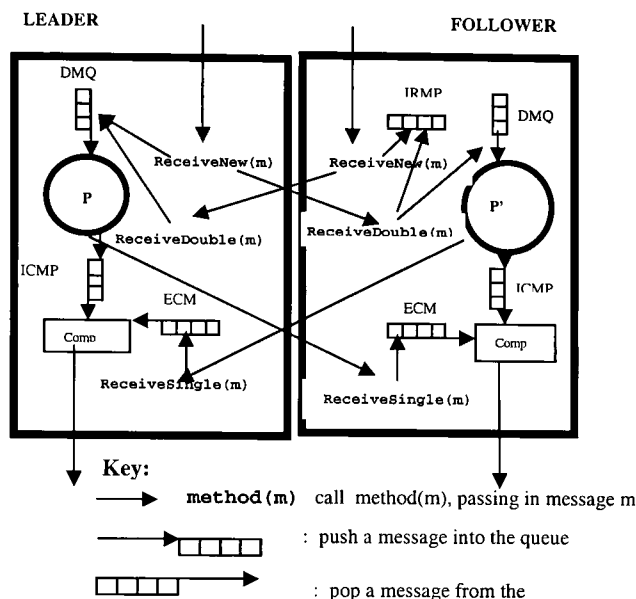 LEADER
FOLLOWER
DMQ
IRMP
DMQ
ReceiveNew(m)
ReceiveNew(m)
P
P'
ReceiveDouble(m)
ReceiveDouble(m)
ICMP
ECM
ECM
ICMP
Comp
Comp
ReceiveSingle(m)
ReceiveSingle(m)
Key:
method(m) call method(m), passing in message m
: push a message into the queue
: pop a message from the